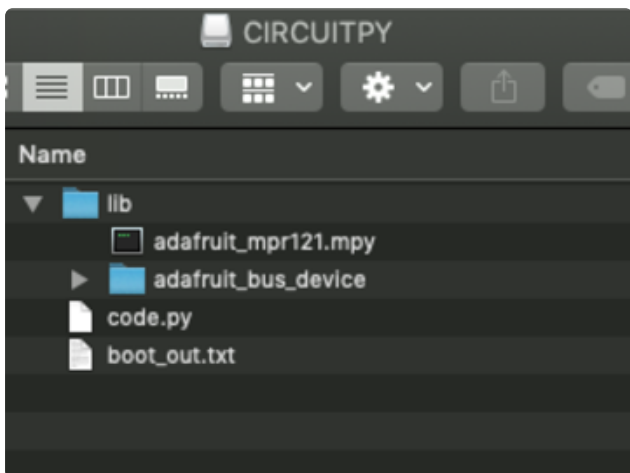 CIRCUITPY
Name
lib
adafruit_mpr121.mpy
adafruit_bus_device
code.py
boot_out.txt